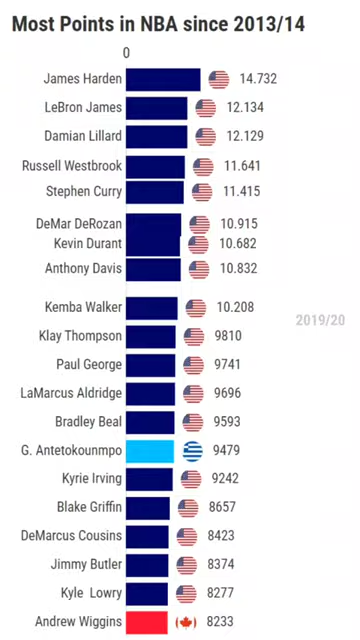 Most Points in NBA since 2013/14
0
James Harden 14.732
LeBron James 12.134
Damian Lillard 12.129
Russell Westbrook 11.641
Stephen Curry 11.415
DeMar DeRozan 10.915
Kevin Durant 10.682
Anthony Davis 10.832
Kemba Walker 10.208
2019/20
Klay Thompson 9810
Paul George 9741
LaMarcus Aldridge 9696
Bradley Beal 9593
G. Antetokounmpo 9479
Kyrie Irving 9242
Blake Griffin 8657
DeMarcus Cousins 8423
Jimmy Butler 8374
Kyle Lowry 8277
Andrew Wiggins 8233